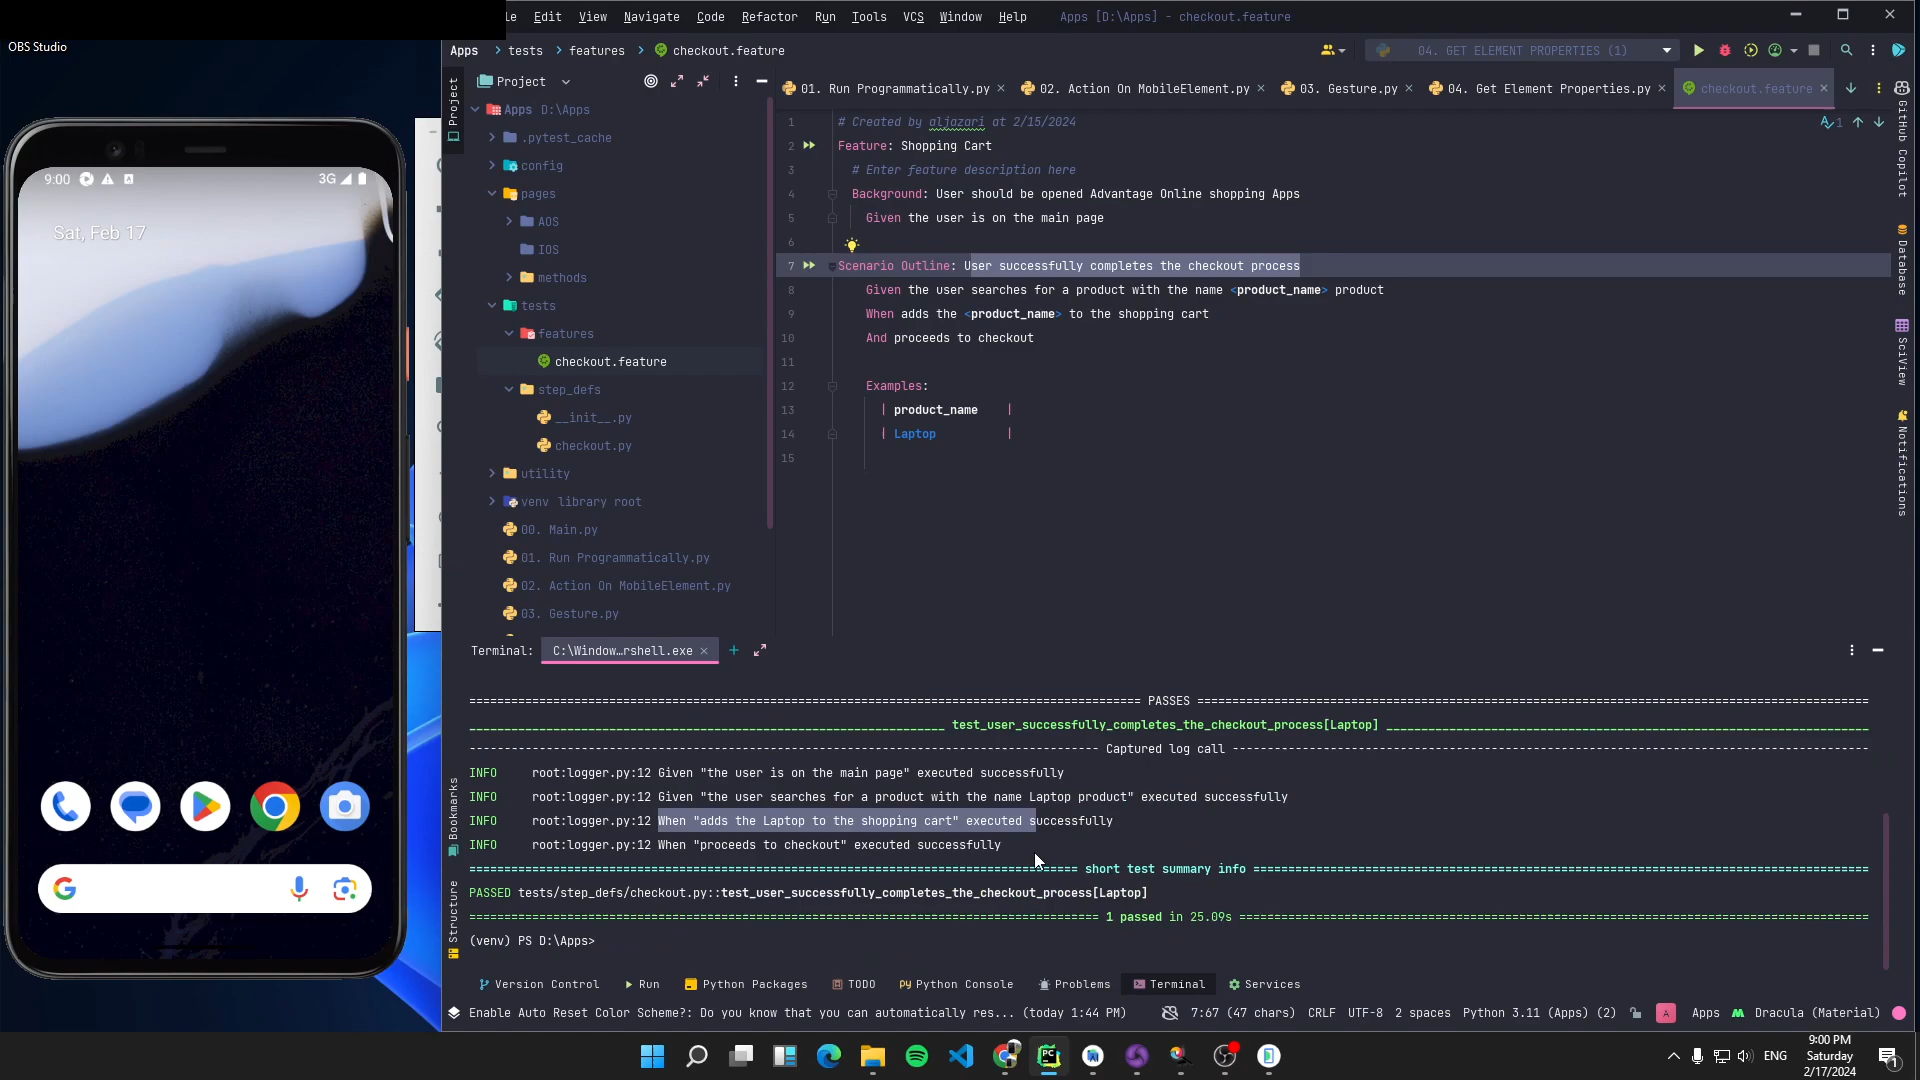 OBS Studio
le Edit View Navigate Code Refactor Run Tools VCS Window Help Apps [D:\Apps] - checkout.feature
Apps tests features checkout.feature
04. GET ELEMENT PROPERTIES (1)
Project
01. Run Programmatically.py 02. Action On MobileElement.py 03. Gesture.py 04. Get Element Properties.py checkout.feature
Project
Apps D:\Apps
.pytest_cache
config
pages
AOS
IOS
methods
tests
features
checkout.feature
step_defs
__init__.py
checkout.py
utility
venv library root
00. Main.py
01. Run Programmatically.py
02. Action On MobileElement.py
03. Gesture.py
1 # Created by aljazari at 2/15/2024
1
2 Feature: Shopping Cart
3 # Enter feature description here
4 Background: User should be opened Advantage Online shopping Apps
5 Given the user is on the main page
6
7 Scenario Outline: User successfully completes the checkout process
8 Given the user searches for a product with the name <product_name> product
9 When adds the <product_name> to the shopping cart
10 And proceeds to checkout
11
12 Examples:
13 | product_name |
14 | Laptop |
15
GitHub Copilot
Database
SciView
Notifications
9:00 3G
Sat, Feb 17
Terminal: C:\Window...rshell.exe
PASSES
test_user_successfully_completes_the_checkout_process[Laptop]
Captured log call
INFO root:logger.py:12 Given "the user is on the main page" executed successfully
INFO root:logger.py:12 Given "the user searches for a product with the name Laptop product" executed successfully
INFO root:logger.py:12 When "adds the Laptop to the shopping cart" executed successfully
INFO root:logger.py:12 When "proceeds to checkout" executed successfully
short test summary info
PASSED tests/step_defs/checkout.py::test_user_successfully_completes_the_checkout_process[Laptop]
1 passed in 25.09s
(venv) PS D:\Apps>
Bookmarks
Structure
Version Control Run Python Packages TODO Python Console Problems Terminal Services
Enable Auto Reset Color Scheme?: Do you know that you can automatically res... (today 1:44 PM) 7:67 (47 chars) CRLF UTF-8 2 spaces Python 3.11 (Apps) (2) A Apps Dracula (Material)
ENG
9:00 PM
Saturday
2/17/2024
1